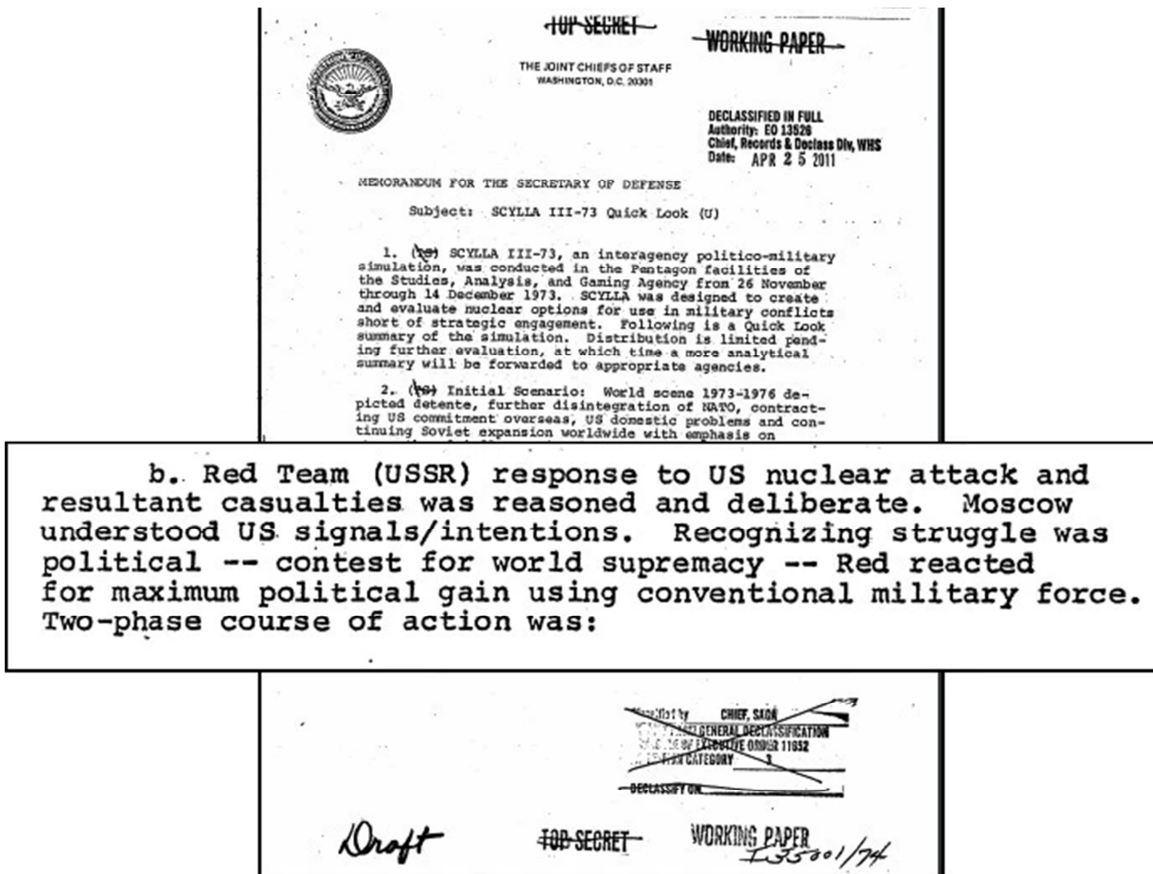 TOP SECRET
WORKING PAPER
THE JOINT CHIEFS OF STAFF
WASHINGTON, D.C. 20301
DECLASSIFIED IN FULL
Authority: EO 13526
Chief, Records & Declass Div, WHS
Date: APR 25 2011
MEMORANDUM FOR THE SECRETARY OF DEFENSE
Subject: SCYLLA III-73 Quick Look (U)
1. (TS) SCYLLA III-73, an interagency politico-military
simulation, was conducted in the Pentagon facilities of
the Studies, Analysis, and Gaming Agency from 26 November
through 14 December 1973. SCYLLA was designed to create
and evaluate nuclear options for use in military conflicts
short of strategic engagement. Following is a Quick Look
summary of the simulation. Distribution is limited pend-
ing further evaluation, at which time a more analytical
summary will be forwarded to appropriate agencies.
2. (TS) Initial Scenario: World scene 1973-1976 de-
picted detente, further disintegration of NATO, contract-
ing US commitment overseas, US domestic problems and con-
tinuing Soviet expansion worldwide with emphasis on
b. Red Team (USSR) response to US nuclear attack and
resultant casualties was reasoned and deliberate. Moscow
understood US signals/intentions. Recognizing struggle was
political -- contest for world supremacy -- Red reacted
for maximum political gain using conventional military force.
Two-phase course of action was:
Classified by CHIEF, SAGA
GENERAL DECLASSIFICATION
OF EXECUTIVE ORDER 11652
CATEGORY 3
DECLASSIFY ON
Draft
TOP SECRET
WORKING PAPER
I35001/74